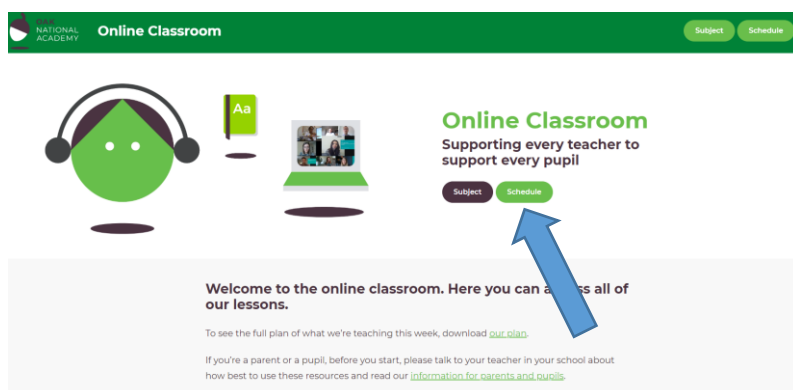 OAK
NATIONAL
ACADEMY
Online Classroom
Subject
Schedule
Aa
Online Classroom
Supporting every teacher to
support every pupil
Subject
Schedule
Welcome to the online classroom. Here you can all of
our lessons.
To see the full plan of what we're teaching this week, download our plan.
If you're a parent or a pupil, before you start, please talk to your teacher in your school about
how best to use these resources and read our information for parents and pupils.